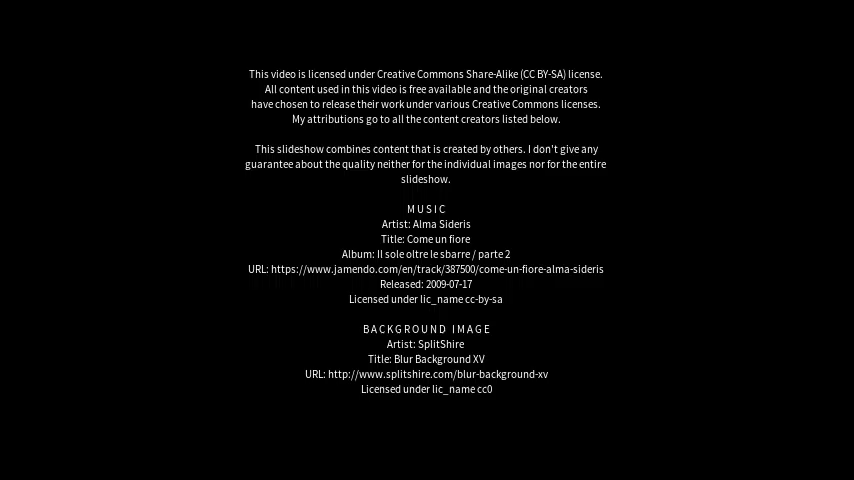 This video is licensed under Creative Commons Share-Alike (CC BY-SA) license.
All content used in this video is free available and the original creators
have chosen to release their work under various Creative Commons licenses.
My attributions go to all the content creators listed below.
This slideshow combines content that is created by others. I don't give any
guarantee about the quality neither for the individual images nor for the entire
slideshow.
MUSIC
Artist: Alma Sideris
Title: Come un fiore
Album: Il sole oltre le sbarre / parte 2
URL: https://www.jamendo.com/en/track/387500/come-un-fiore-alma-sideris
Released: 2009-07-17
Licensed under lic_name cc-by-sa
BACKGROUND IMAGE
Artist: SplitShire
Title: Blur Background XV
URL: http://www.splitshire.com/blur-background-xv
Licensed under lic_name cc0